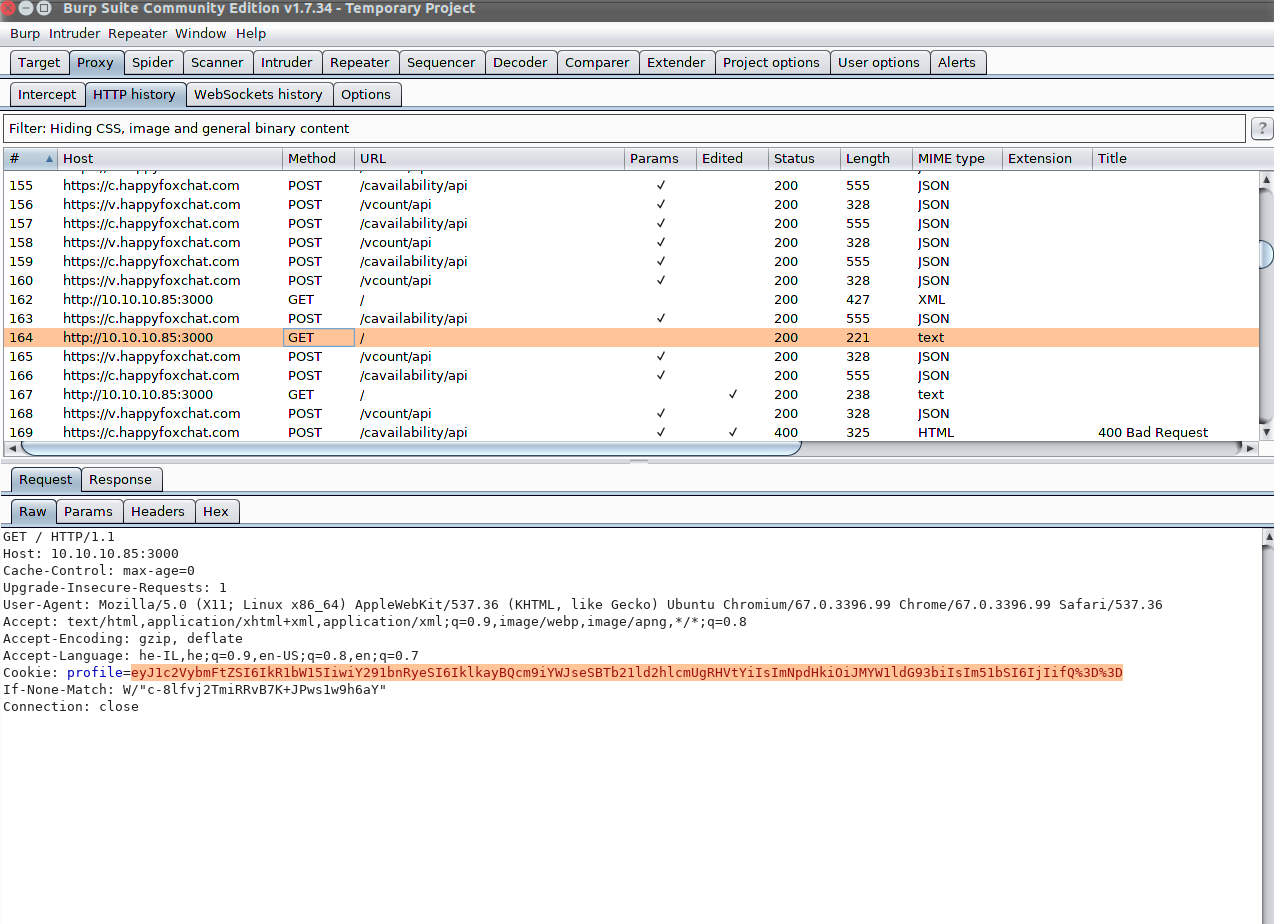 Burp Suite Community Edition v1.7.34 - Temporary Project
Burp Intruder Repeater Window Help
Target Proxy Spider Scanner Intruder Repeater Sequencer Decoder Comparer Extender Project options User options Alerts
Intercept HTTP history WebSockets history Options
Filter: Hiding CSS, image and general binary content ?
# Host Method URL Params Edited Status Length MIME type Extension Title
155 https://c.happyfoxchat.com POST /cavailability/api ✓ 200 555 JSON
156 https://v.happyfoxchat.com POST /vcount/api ✓ 200 328 JSON
157 https://c.happyfoxchat.com POST /cavailability/api ✓ 200 555 JSON
158 https://v.happyfoxchat.com POST /vcount/api ✓ 200 328 JSON
159 https://c.happyfoxchat.com POST /cavailability/api ✓ 200 555 JSON
160 https://v.happyfoxchat.com POST /vcount/api ✓ 200 328 JSON
162 http://10.10.10.85:3000 GET / 200 427 XML
163 https://c.happyfoxchat.com POST /cavailability/api ✓ 200 555 JSON
164 http://10.10.10.85:3000 GET / 200 221 text
165 https://v.happyfoxchat.com POST /vcount/api ✓ 200 328 JSON
166 https://c.happyfoxchat.com POST /cavailability/api ✓ 200 555 JSON
167 http://10.10.10.85:3000 GET / ✓ 200 238 text
168 https://v.happyfoxchat.com POST /vcount/api ✓ 200 328 JSON
169 https://c.happyfoxchat.com POST /cavailability/api ✓ ✓ 400 325 HTML 400 Bad Request
Request Response
Raw Params Headers Hex
GET / HTTP/1.1
Host: 10.10.10.85:3000
Cache-Control: max-age=0
Upgrade-Insecure-Requests: 1
User-Agent: Mozilla/5.0 (X11; Linux x86_64) AppleWebKit/537.36 (KHTML, like Gecko) Ubuntu Chromium/67.0.3396.99 Chrome/67.0.3396.99 Safari/537.36
Accept: text/html,application/xhtml+xml,application/xml;q=0.9,image/webp,image/apng,*/*;q=0.8
Accept-Encoding: gzip, deflate
Accept-Language: he-IL,he;q=0.9,en-US;q=0.8,en;q=0.7
Cookie: profile=eyJ1c2VybmFtZSI6IkR1bW15IiwiY291bnRyeSI6IklkayBQcm9iYWJseSBTb21ld2hlcmUgRHVtYiIsImNpdHkiOiJMYW1ldG93biIsIm51bSI6IjIifQ%3D%3D
If-None-Match: W/"c-8lfvj2TmiRRvB7K+JPws1w9h6aY"
Connection: close